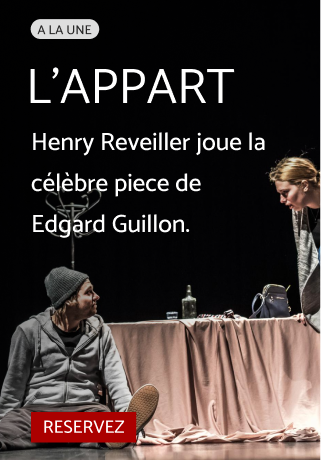 A LA UNE
L'APPART
Henry Reveiller joue la
célèbre piece de
Edgard Guillon.
RESERVEZ